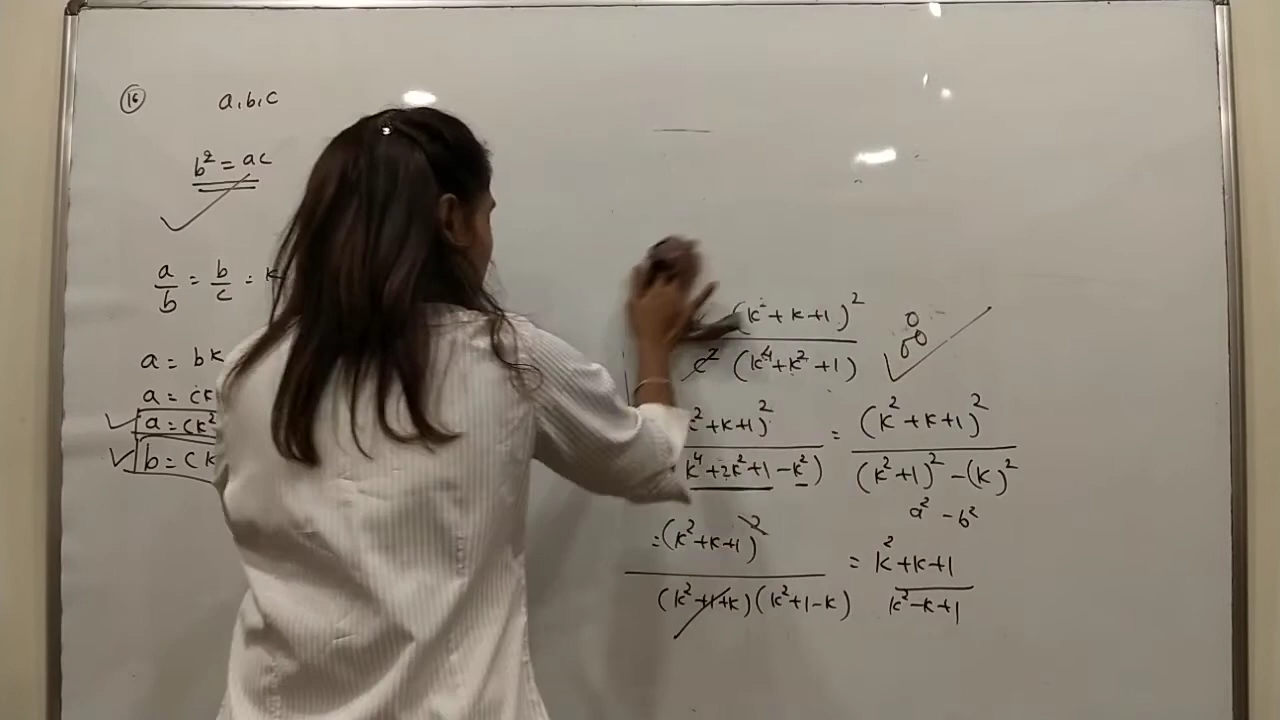 (16) a,b,c
b² = ac
a/b = b/c = k
a = bk
a = ck
a = ck²
b = ck
(k²+k+1)²
c² (k⁴+k²+1)
²+k+1)² = (k²+k+1)²
k⁴+2k²+1-k²) (k²+1)² -(k)²
a² - b²
=(k²+k+1)² = k²+k+1
(k²+1+k)(k²+1-k) k²-k+1